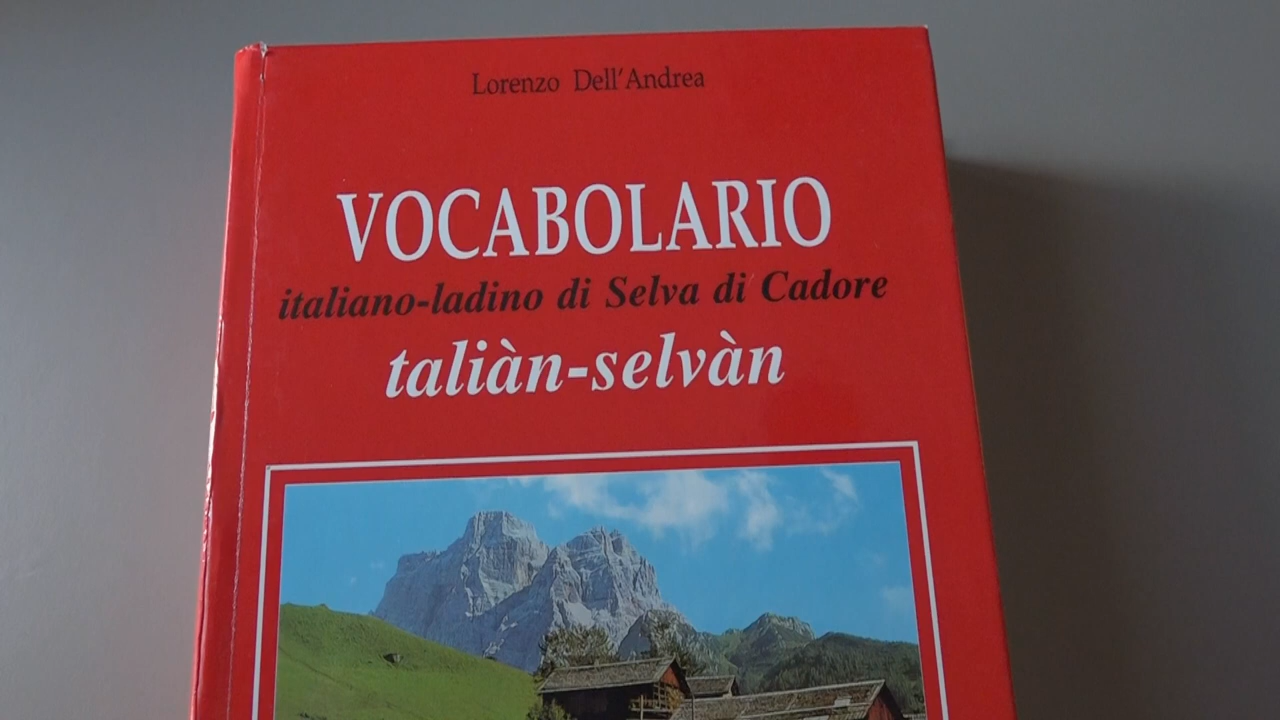 Lorenzo Dell'Andrea
VOCABOLARIO
italiano-ladino di Selva di Cadore
taliàn-selvàn